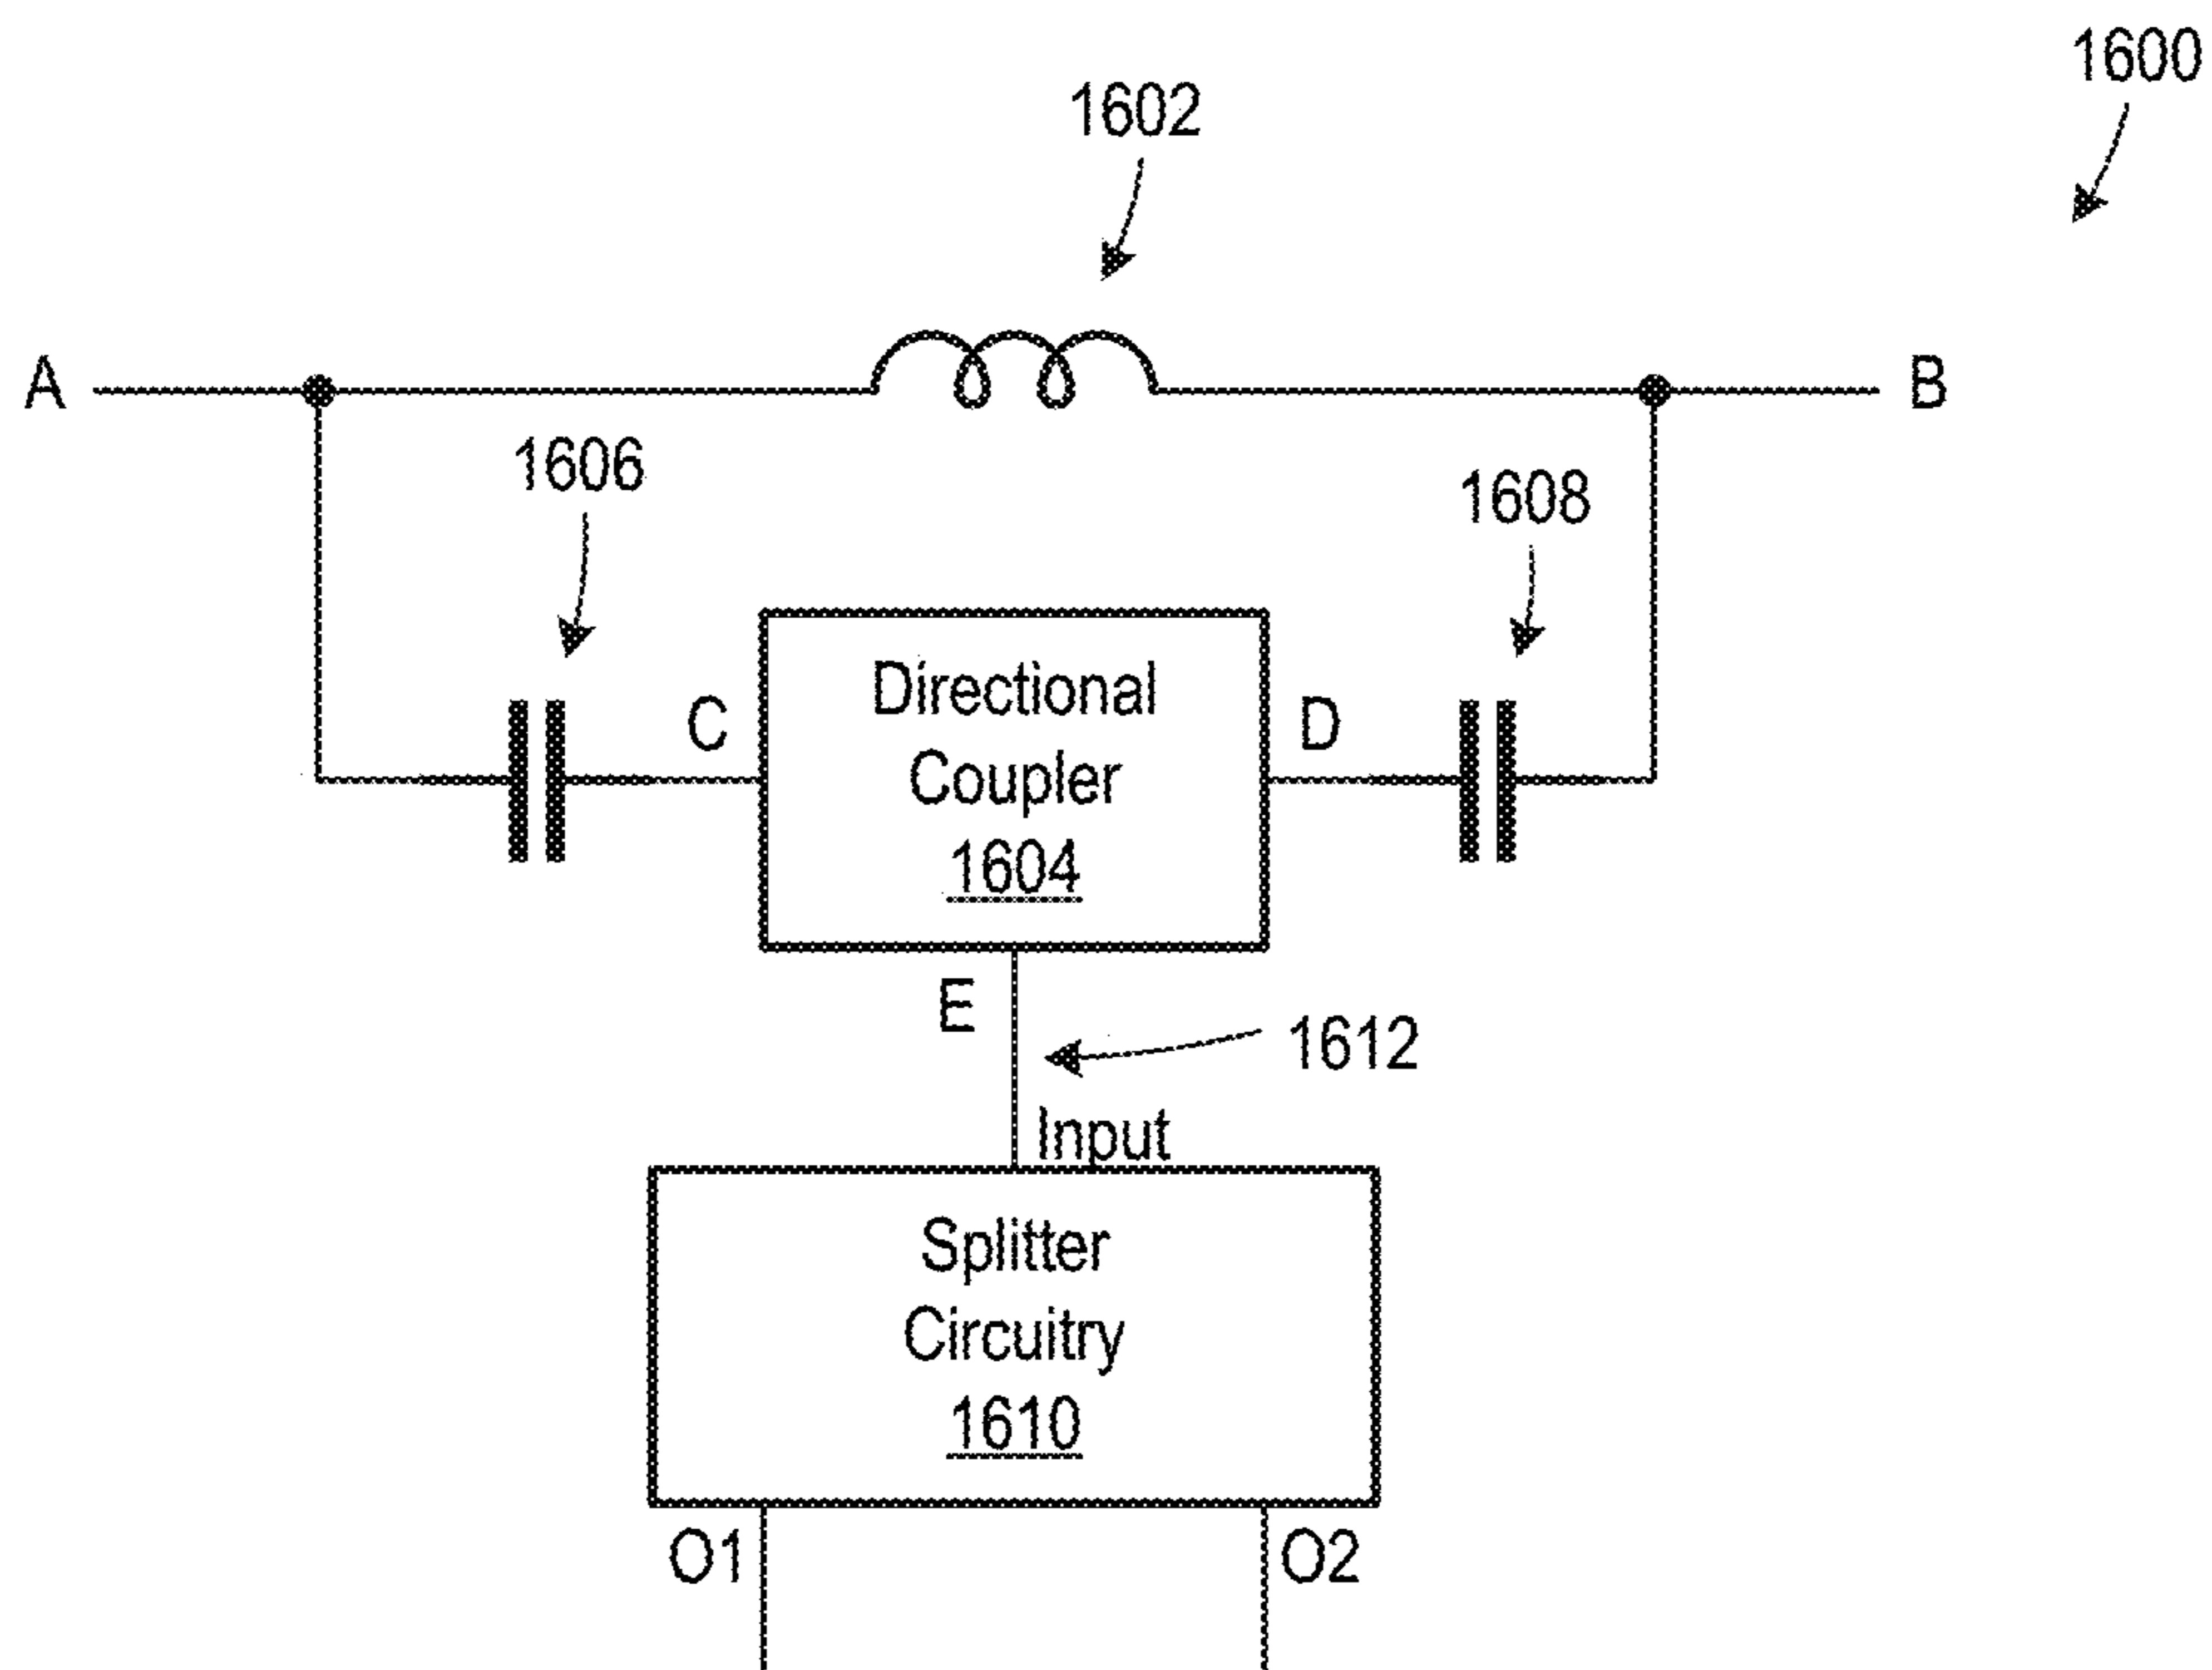 1600
1602
A
B
1606
1608
C
Directional
Coupler
1604
D
E
1612
Input
Splitter
Circuitry
1610
O1
O2